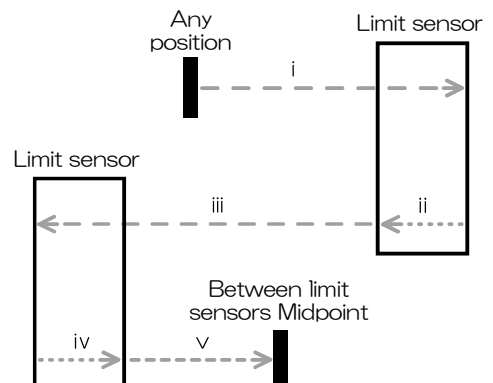 Any
position
Limit sensor
i
Limit sensor
iii
ii
Between limit
sensors Midpoint
iv
v